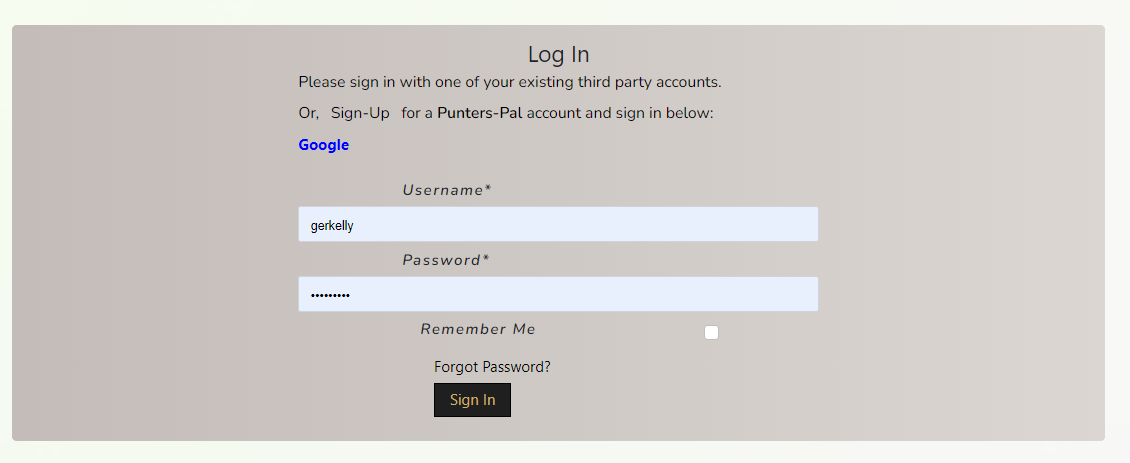 Log In
Please sign in with one of your existing third party accounts.
Or, Sign-Up for a Punters-Pal account and sign in below:
Google
Username*
gerkelly
Password*
•••••••••
Remember Me
Forgot Password?
Sign In